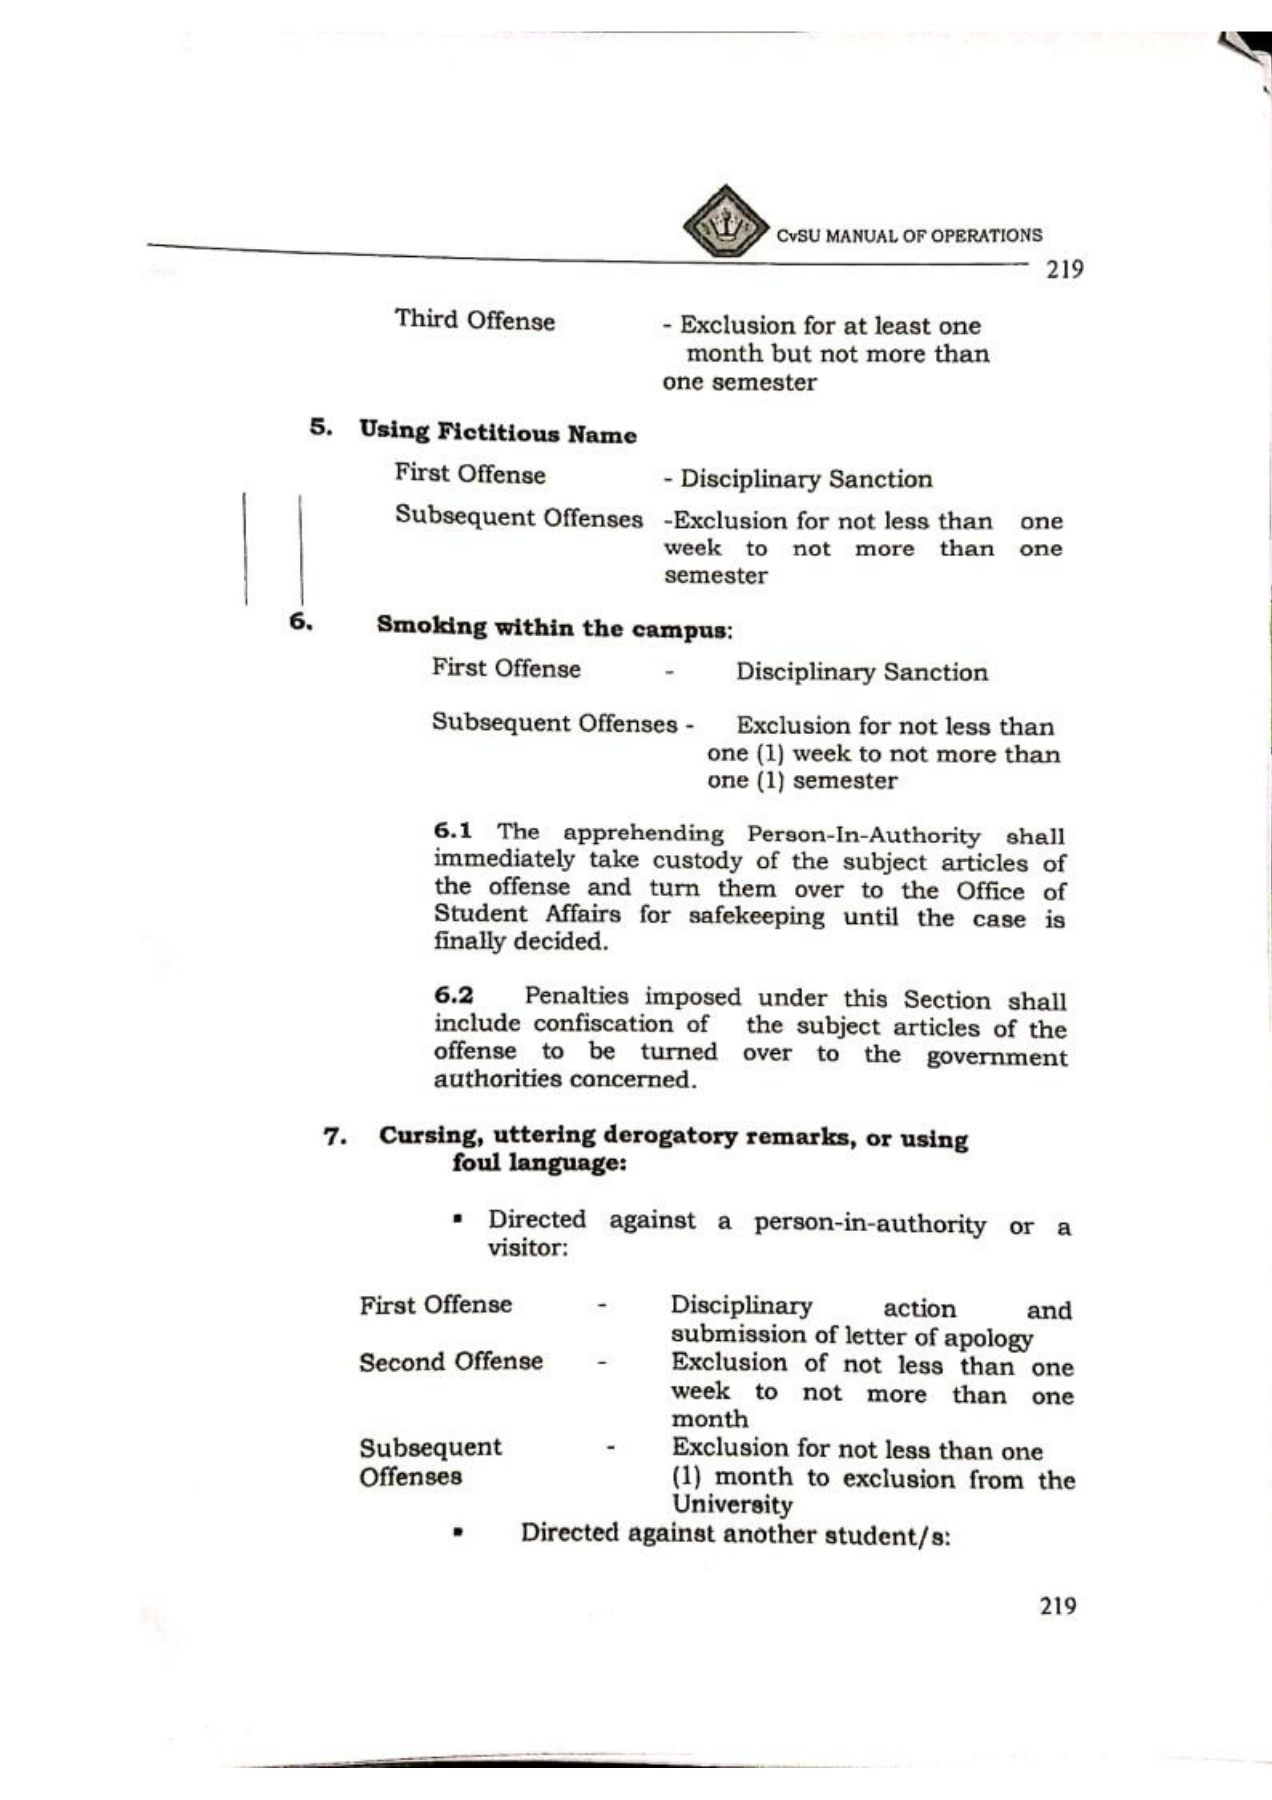 CvSU MANUAL OF OPERATIONS
219
Third Offense - Exclusion for at least one
month but not more than
one semester
5. Using Fictitious Name
First Offense - Disciplinary Sanction
Subsequent Offenses -Exclusion for not less than one
week to not more than one
semester
6. Smoking within the campus:
First Offense - Disciplinary Sanction
Subsequent Offenses - Exclusion for not less than
one (1) week to not more than
one (1) semester
6.1 The apprehending Person-In-Authority shall
immediately take custody of the subject articles of
the offense and turn them over to the Office of
Student Affairs for safekeeping until the case is
finally decided.
6.2 Penalties imposed under this Section shall
include confiscation of the subject articles of the
offense to be turned over to the government
authorities concerned.
7. Cursing, uttering derogatory remarks, or using
foul language:
▪ Directed against a person-in-authority or a
visitor:
First Offense - Disciplinary action and
submission of letter of apology
Second Offense - Exclusion of not less than one
week to not more than one
month
Subsequent - Exclusion for not less than one
Offenses (1) month to exclusion from the
University
▪ Directed against another student/s:
219